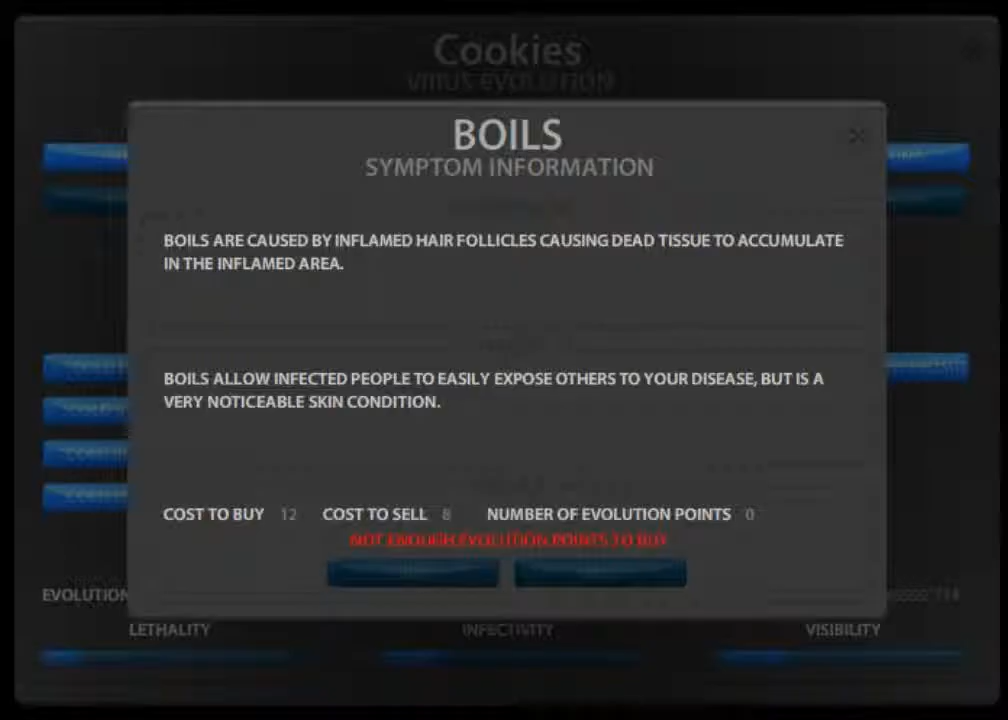 Cookies
VIRUS EVOLUTION
BOILS
SYMPTOM INFORMATION
BOILS ARE CAUSED BY INFLAMED HAIR FOLLICLES CAUSING DEAD TISSUE TO ACCUMULATE
IN THE INFLAMED AREA.
BOILS ALLOW INFECTED PEOPLE TO EASILY EXPOSE OTHERS TO YOUR DISEASE, BUT IS A
VERY NOTICEABLE SKIN CONDITION.
COST TO BUY 12 COST TO SELL 8 NUMBER OF EVOLUTION POINTS 0
NOT ENOUGH EVOLUTION POINTS TO BUY
EVOLUTION
LETHALITY INFECTIVITY VISIBILITY